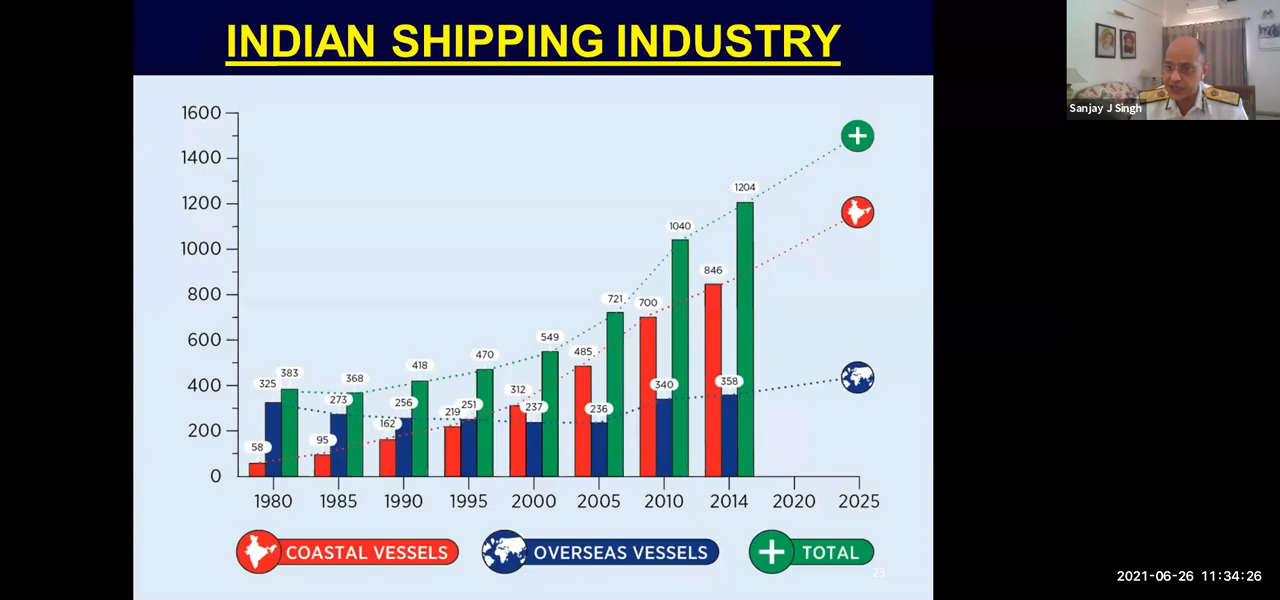 INDIAN SHIPPING INDUSTRY
Sanjay J Singh
1600
1400
1200
1000
800
600
400
200
0
58 325 383
95 273 368
162 256 418
219 251 470
312 237 549
485 236 721
700 340 1040
846 358 1204
1980 1985 1990 1995 2000 2005 2010 2014 2020 2025
COASTAL VESSELS OVERSEAS VESSELS TOTAL
23
2021-06-26 11:34:26